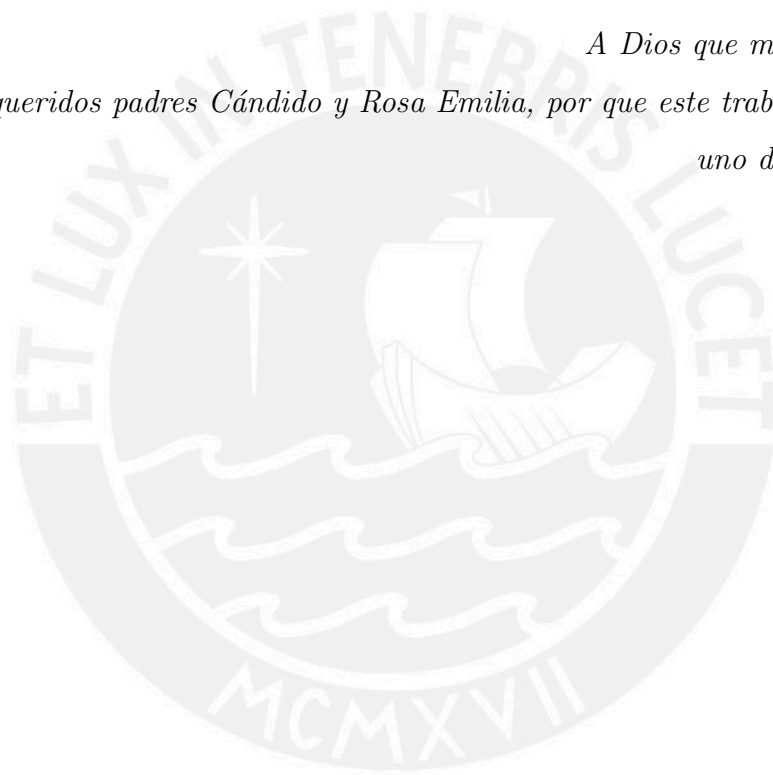 A Dios que m
queridos padres Cándido y Rosa Emilia, por que este trab
uno d
ET LUX IN TENEBRIS LUCET
MCMXVII